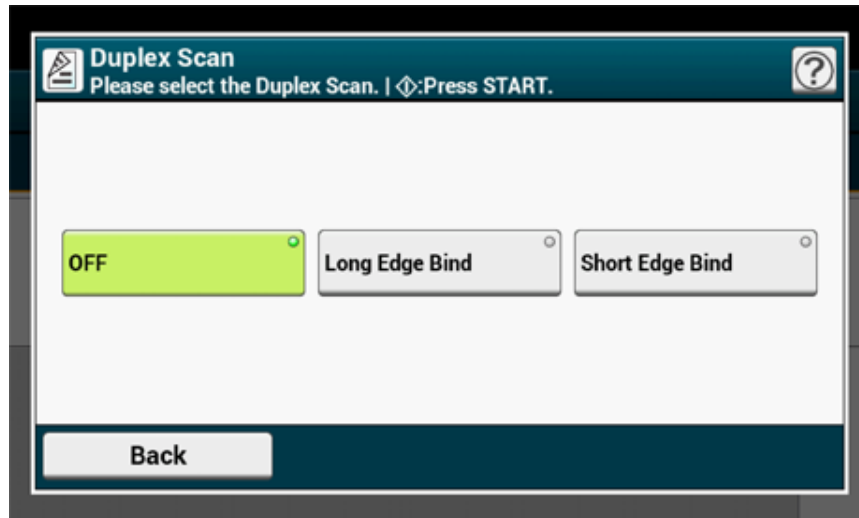 Duplex Scan
Please select the Duplex Scan. | :Press START.
?
OFF
Long Edge Bind
Short Edge Bind
Back